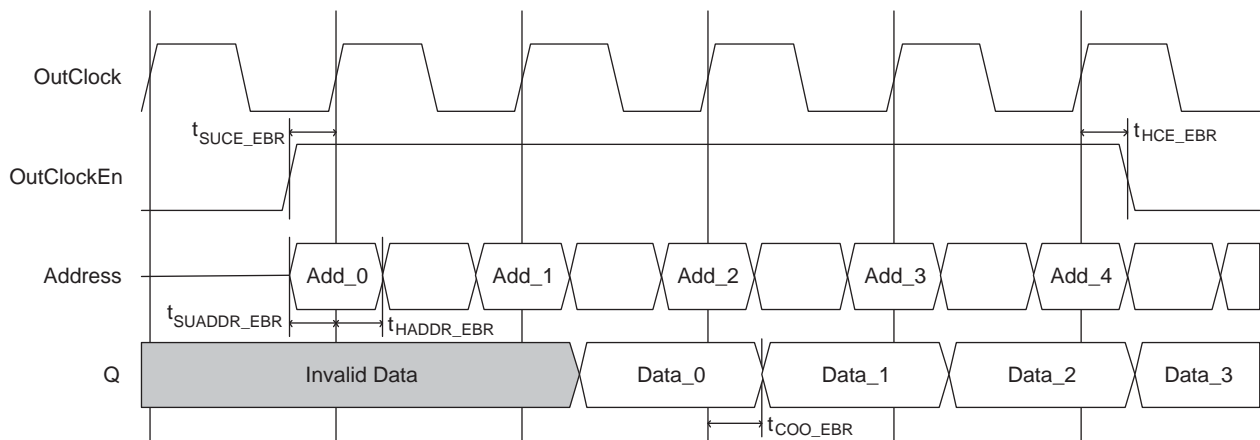 OutClock
tSUCE_EBR
tHCE_EBR
OutClockEn
Address
Add_0
Add_1
Add_2
Add_3
Add_4
tSUADDR_EBR
tHADDR_EBR
Q
Invalid Data
Data_0
Data_1
Data_2
Data_3
tCOO_EBR